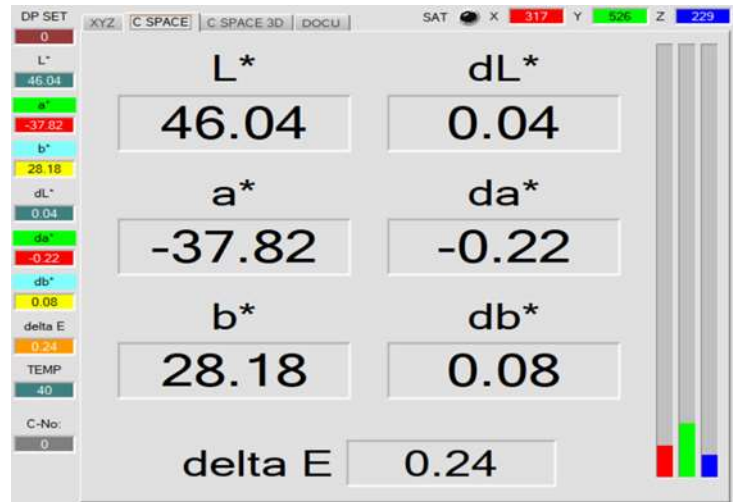 DP SET
0
L*
46.04
a*
-37.82
b*
28.18
dL*
0.04
da*
-0.22
db*
0.08
delta E
0.24
TEMP
40
C-No:
0
XYZ C SPACE C SPACE 3D DOCU
SAT X 317 Y 526 Z 229
L* dL*
46.04 0.04
a* da*
-37.82 -0.22
b* db*
28.18 0.08
delta E 0.24